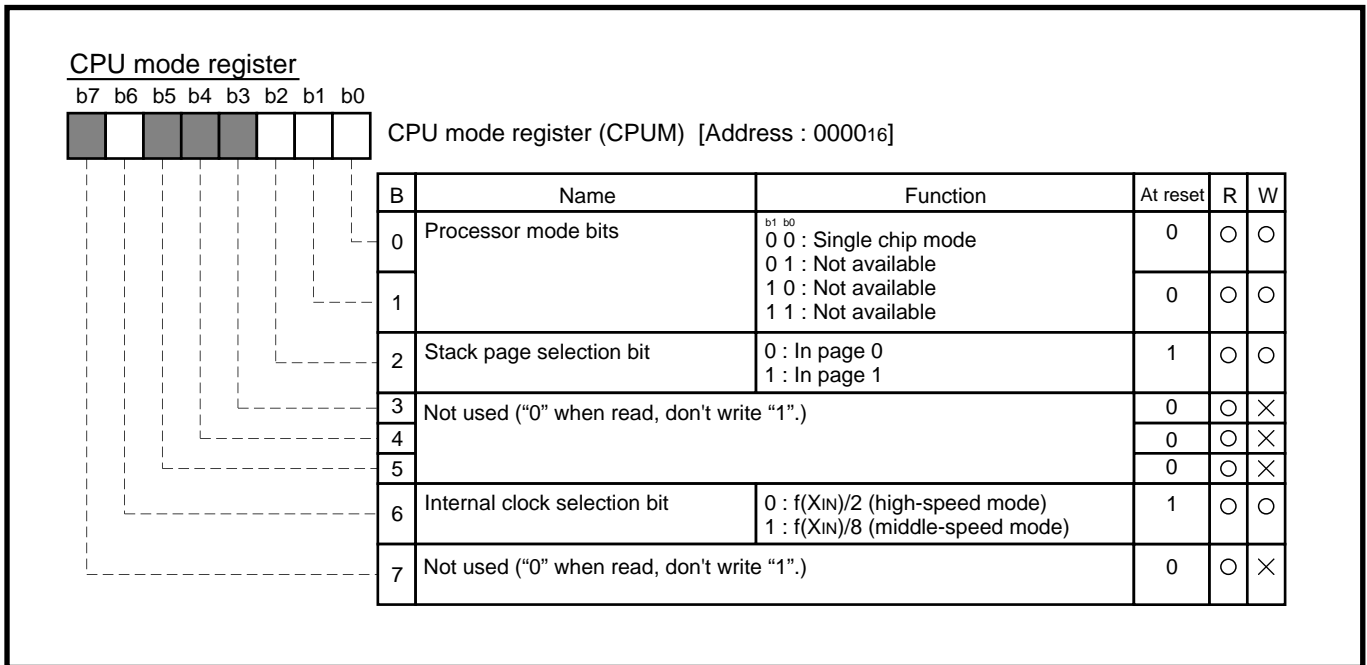 CPU mode register
b7 b6 b5 b4 b3 b2 b1 b0
CPU mode register (CPUM) [Address : 000016]
B Name Function At reset R W
0 Processor mode bits b1 b0 0 ○ ○
0 0 : Single chip mode
0 1 : Not available
1 0 : Not available
1 1 : Not available
1 0 ○ ○
2 Stack page selection bit 0 : In page 0 1 ○ ○
1 : In page 1
3 Not used (“0” when read, don't write “1”.) 0 ○ ×
4 0 ○ ×
5 0 ○ ×
6 Internal clock selection bit 0 : f(XIN)/2 (high-speed mode) 1 ○ ○
1 : f(XIN)/8 (middle-speed mode)
7 Not used (“0” when read, don't write “1”.) 0 ○ ×